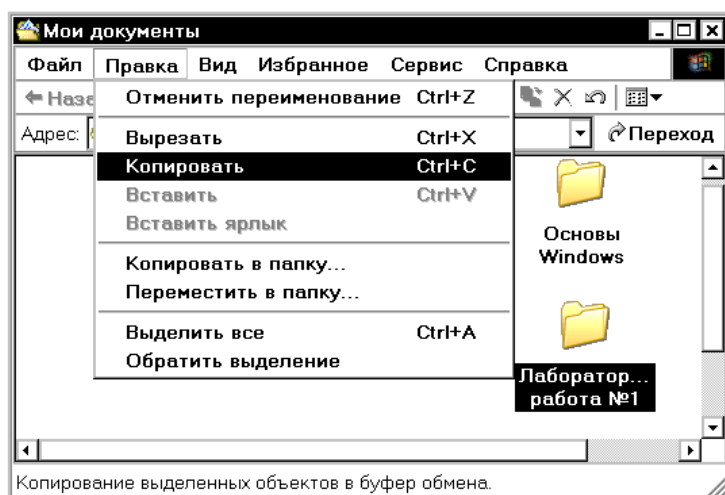 Мои документы
Файл Правка Вид Избранное Сервис Справка
Наза
Отменить переименование Ctrl+Z
Адрес:
Переход
Вырезать Ctrl+X
Копировать Ctrl+C
Вставить Ctrl+V
Вставить ярлык
Копировать в папку...
Переместить в папку...
Выделить все Ctrl+A
Обратить выделение
Основы
Windows
Лаборатор...
работа №1
Копирование выделенных объектов в буфер обмена.